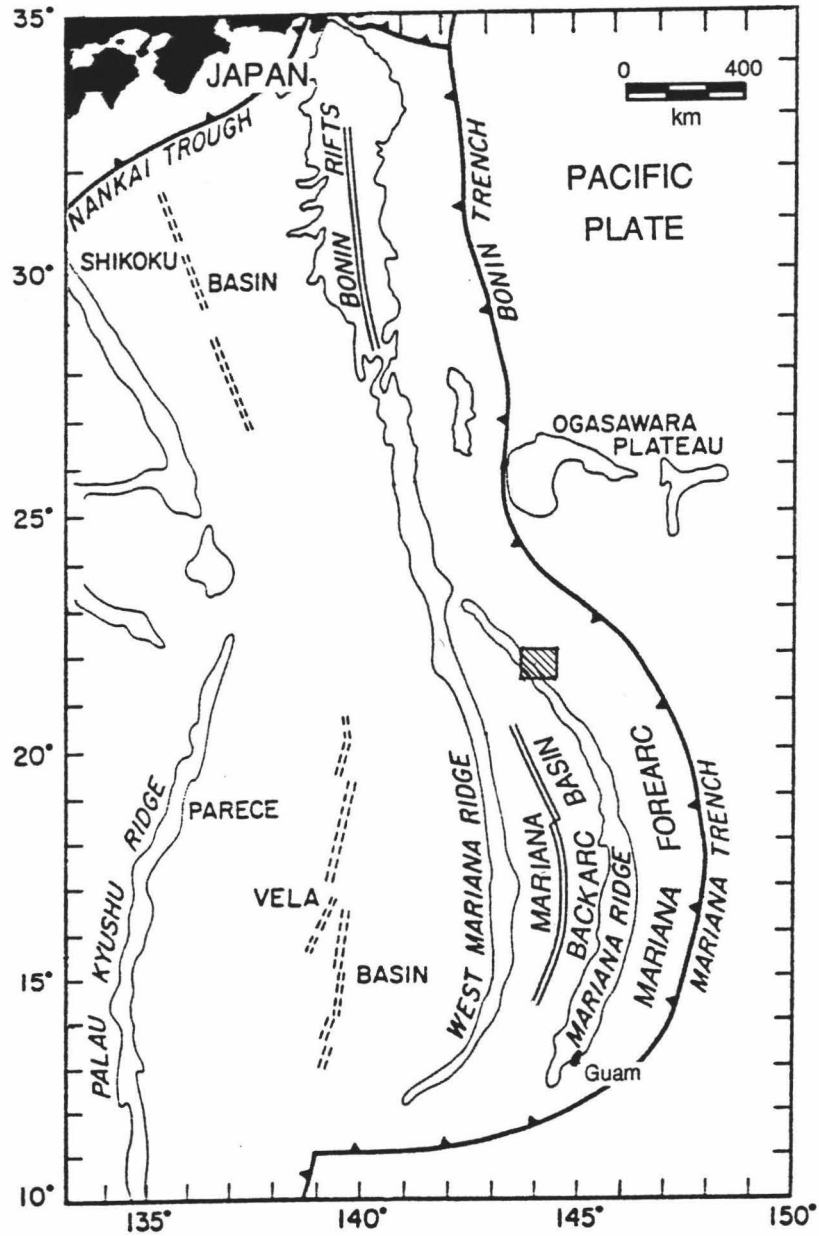 35°
JAPAN
0 400
km
NANKAI TROUGH
BONIN RIFTS
BONIN TRENCH
PACIFIC
PLATE
SHIKOKU
BASIN
30°
OGASAWARA
PLATEAU
25°
20°
PALAU KYUSHU RIDGE
PARECE
VELA
BASIN
WEST MARIANA RIDGE
MARIANA
BACKARC BASIN
MARIANA RIDGE
MARIANA FOREARC
MARIANA TRENCH
15°
Guam
10°
135°
140°
145°
150°